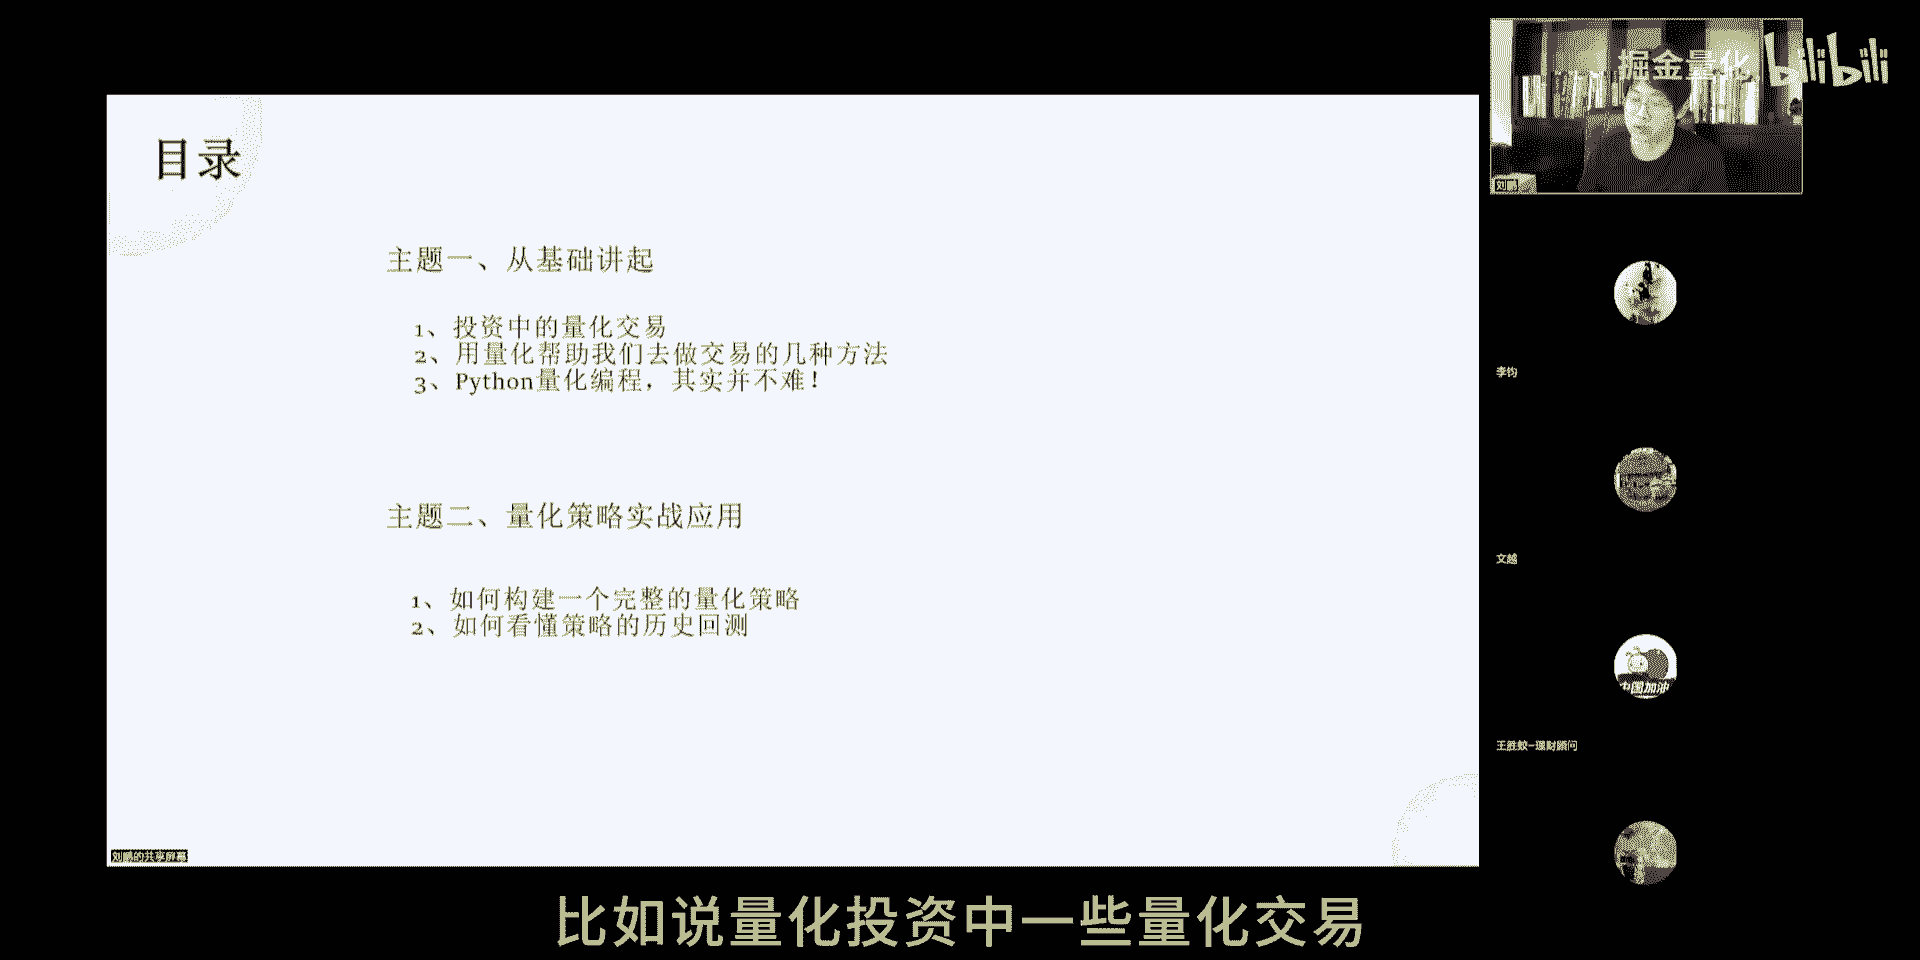 掘金量化 bilibili
目录
主题一、从基础讲起
1、投资中的量化交易
2、用量化帮助我们去做交易的几种方法
3、Python量化编程，其实并不难！
主题二、量化策略实战应用
1、如何构建一个完整的量化策略
2、如何看懂策略的历史回测
刘鹏的共享屏幕
刘鹏
李钧
文越
中国加油
理财顾问
比如说量化投资中一些量化交易